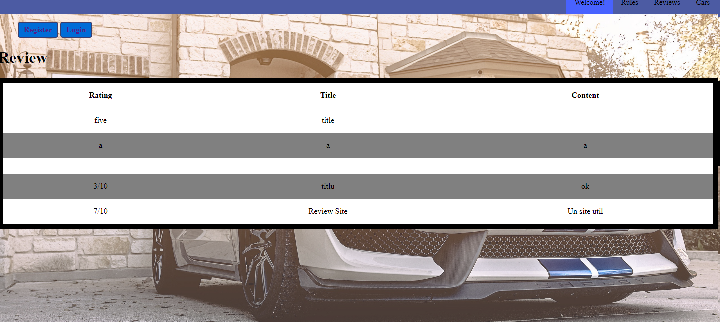 Welcome! Rules Reviews Cars
Register Login
Review
Rating Title Content
five title
a a a
3/10 titlu ok
7/10 Review Site Un site util